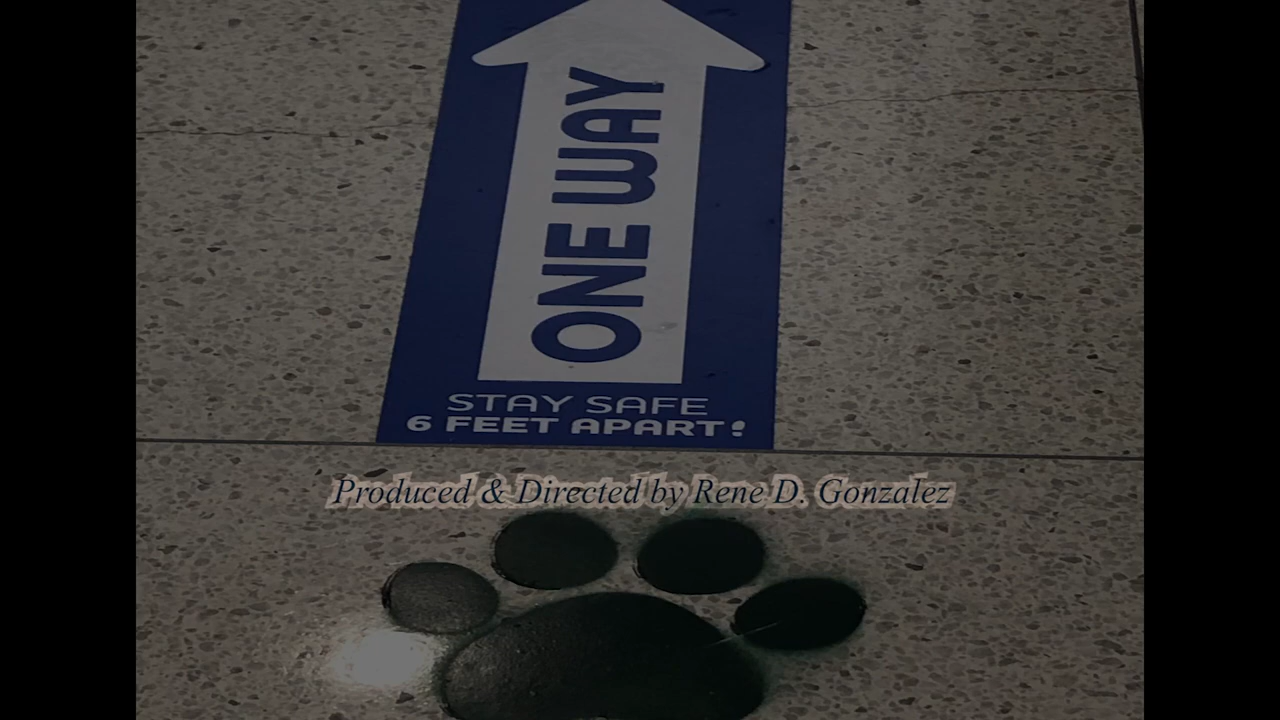 ONE WAY
STAY SAFE
6 FEET APART!
Produced & Directed by Rene D. Gonzalez